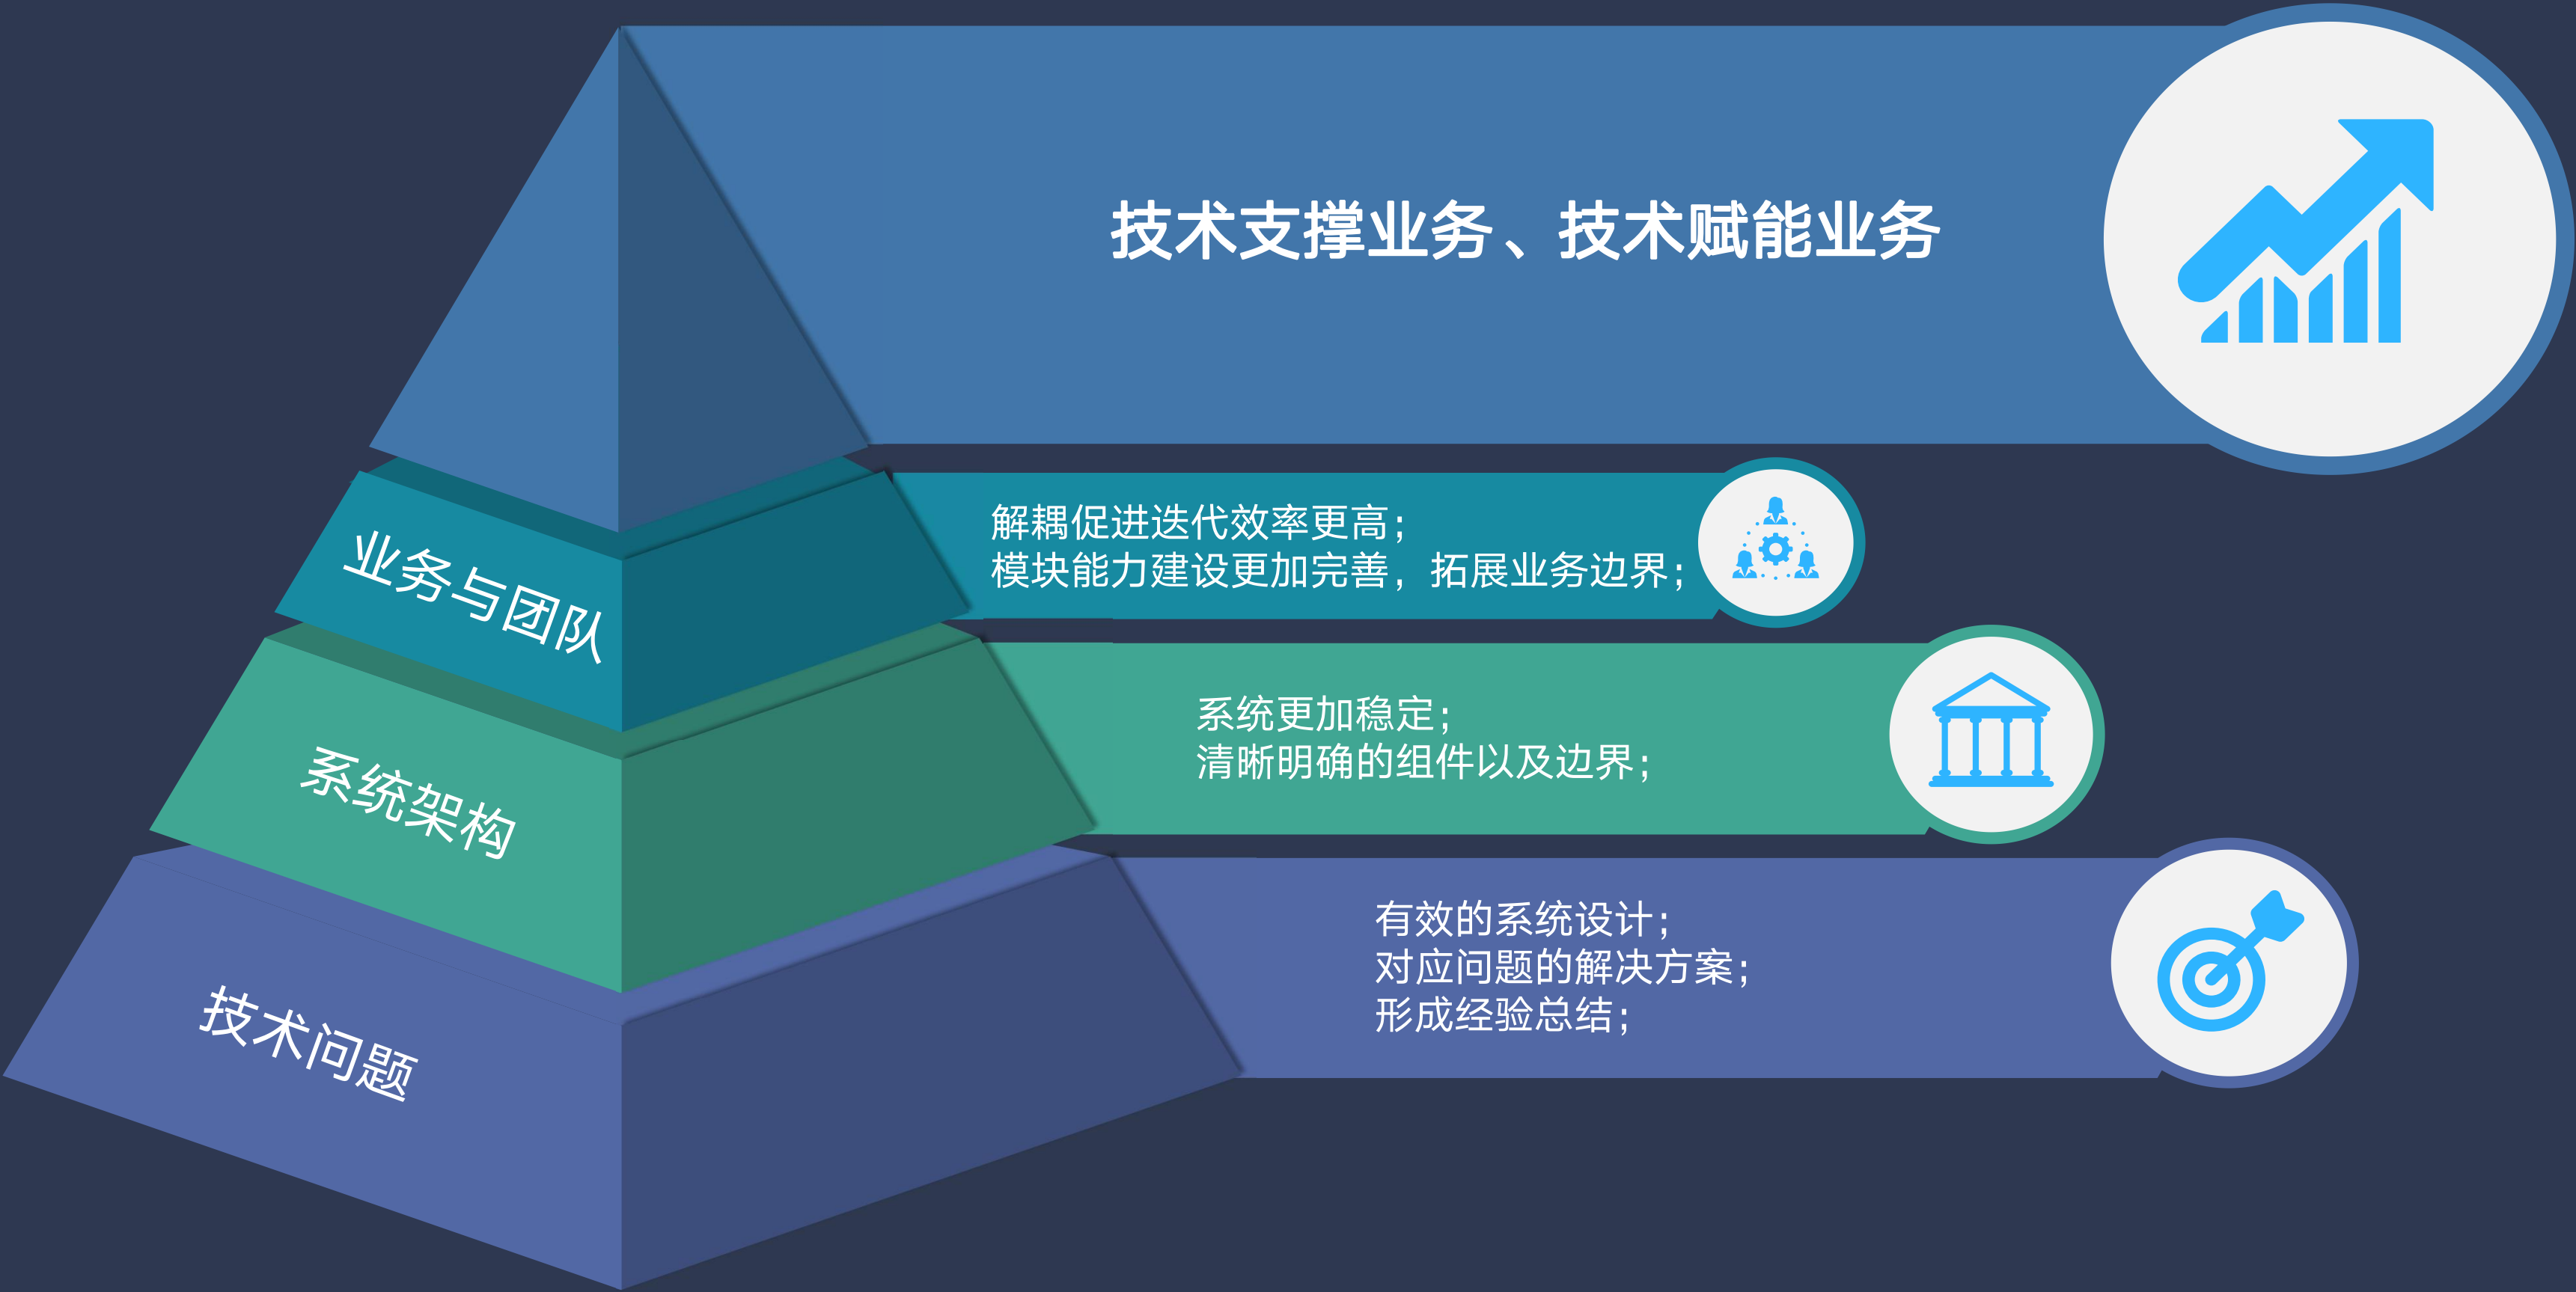 技术支撑业务、技术赋能业务
业务与团队
解耦促进迭代效率更高；
模块能力建设更加完善，拓展业务边界；
系统架构
系统更加稳定；
清晰明确的组件以及边界；
技术问题
有效的系统设计；
对应问题的解决方案；
形成经验总结；